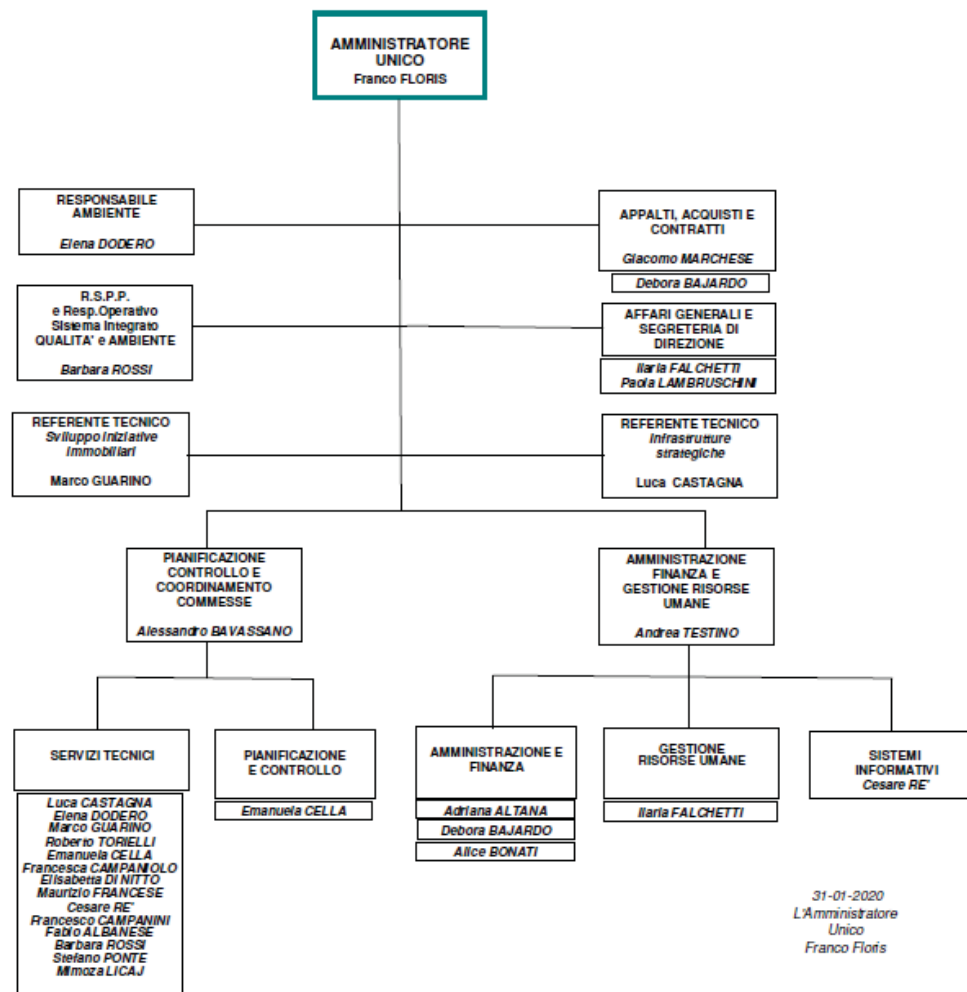 AMMINISTRATORE
UNICO
Franco FLORIS
RESPONSABILE
AMBIENTE
Elena DODERO
APPALTI, ACQUISTI E
CONTRATTI
Giacomo MARCHESE
Debora BAJARDO
R.S.P.P.
e Resp.Operativo
Sistema Integrato
QUALITA' e AMBIENTE
Barbara ROSSI
AFFARI GENERALI E
SEGRETERIA DI
DIREZIONE
Ilaria FALCHETTI
Paola LAMBRUSCHINI
REFERENTE TECNICO
Sviluppo iniziative
immobiliari
Marco GUARINO
REFERENTE TECNICO
Infrastrutture
strategiche
Luca CASTAGNA
PIANIFICAZIONE
CONTROLLO E
COORDINAMENTO
COMMESSE
Alessandro BAVASSANO
AMMINISTRAZIONE
FINANZA E
GESTIONE RISORSE
UMANE
Andrea TESTINO
SERVIZI TECNICI
Luca CASTAGNA
Elena DODERO
Marco GUARINO
Roberto TORIELLI
Emanuela CELLA
Francesca CAMPANIOLO
Elisabetta DI NITTO
Maurizio FRANCESE
Cesare RE'
Francesco CAMPANINI
Fabio ALBANESE
Barbara ROSSI
Stefano PONTE
Mimoza LICAJ
PIANIFICAZIONE
E CONTROLLO
Emanuela CELLA
AMMINISTRAZIONE E
FINANZA
Adriana ALTANA
Debora BAJARDO
Alice BONATI
GESTIONE
RISORSE UMANE
Ilaria FALCHETTI
SISTEMI
INFORMATIVI
Cesare RE'
31-01-2020
L'Amministratore
Unico
Franco Floris